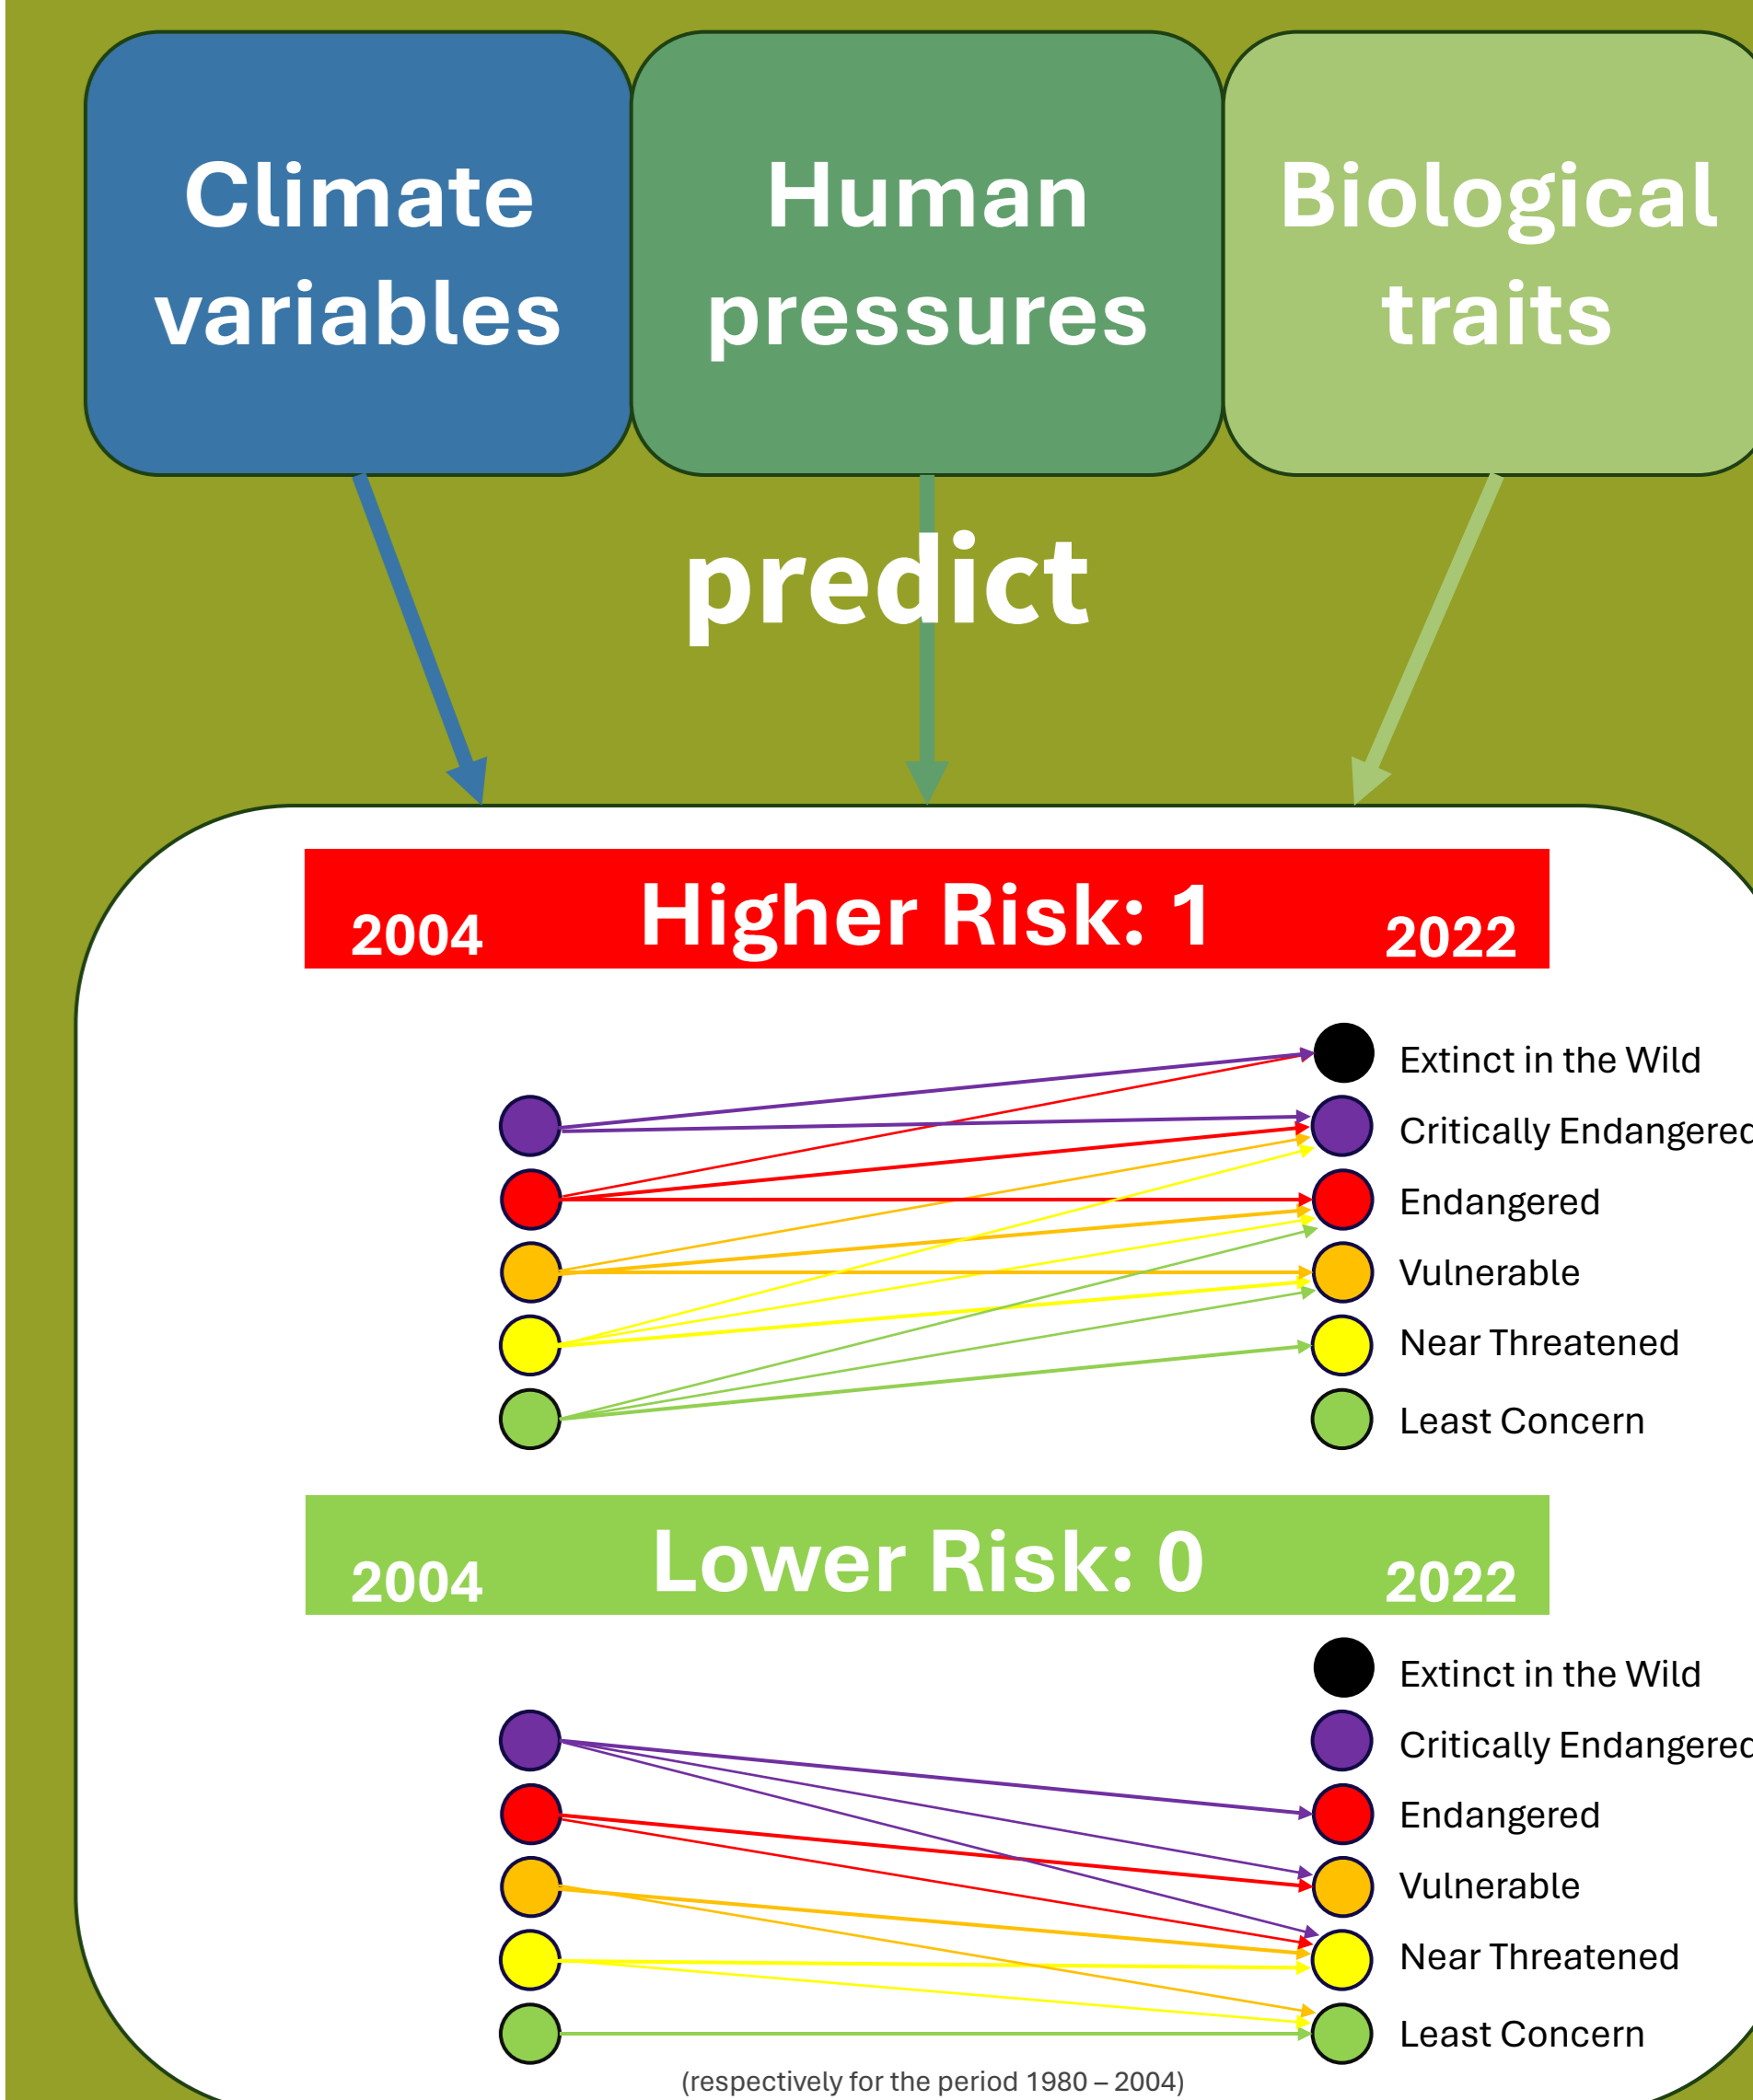 Climate
variables
Human
pressures
Biological
traits
predict
2004 Higher Risk: 1 2022
Extinct in the Wild
Critically Endangered
Endangered
Vulnerable
Near Threatened
Least Concern
2004 Lower Risk: 0 2022
Extinct in the Wild
Critically Endangered
Endangered
Vulnerable
Near Threatened
Least Concern
(respectively for the period 1980 – 2004)